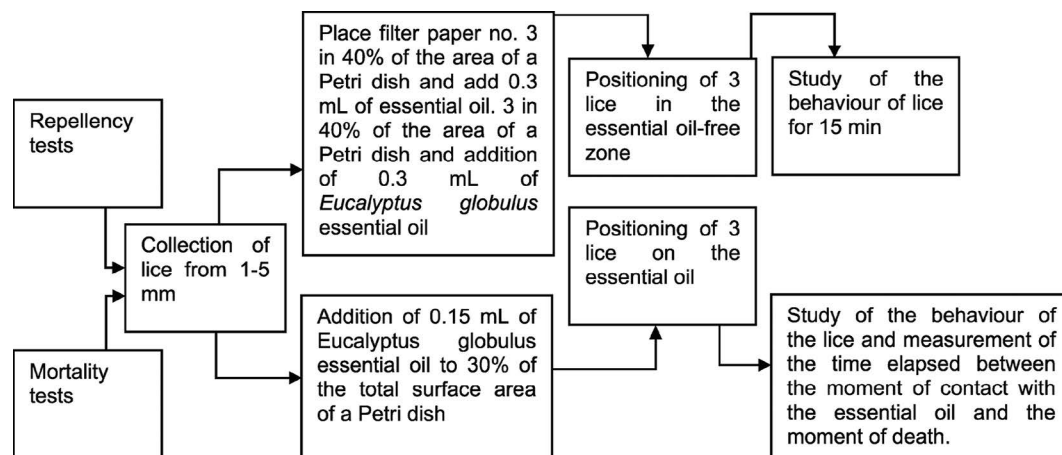 Repellency
tests
Mortality
tests
Collection of
lice from 1-5
mm
Place filter paper no. 3
in 40% of the area of a
Petri dish and add 0.3
mL of essential oil. 3 in
40% of the area of a
Petri dish and addition
of 0.3 mL of
Eucalyptus globulus
essential oil
Positioning of 3
lice in the
essential oil-free
zone
Study of the
behaviour of lice
for 15 min
Addition of 0.15 mL of
Eucalyptus globulus
essential oil to 30% of
the total surface area
of a Petri dish
Positioning of 3
lice on the
essential oil
Study of the behaviour of
the lice and measurement of
the time elapsed between
the moment of contact with
the essential oil and the
moment of death.